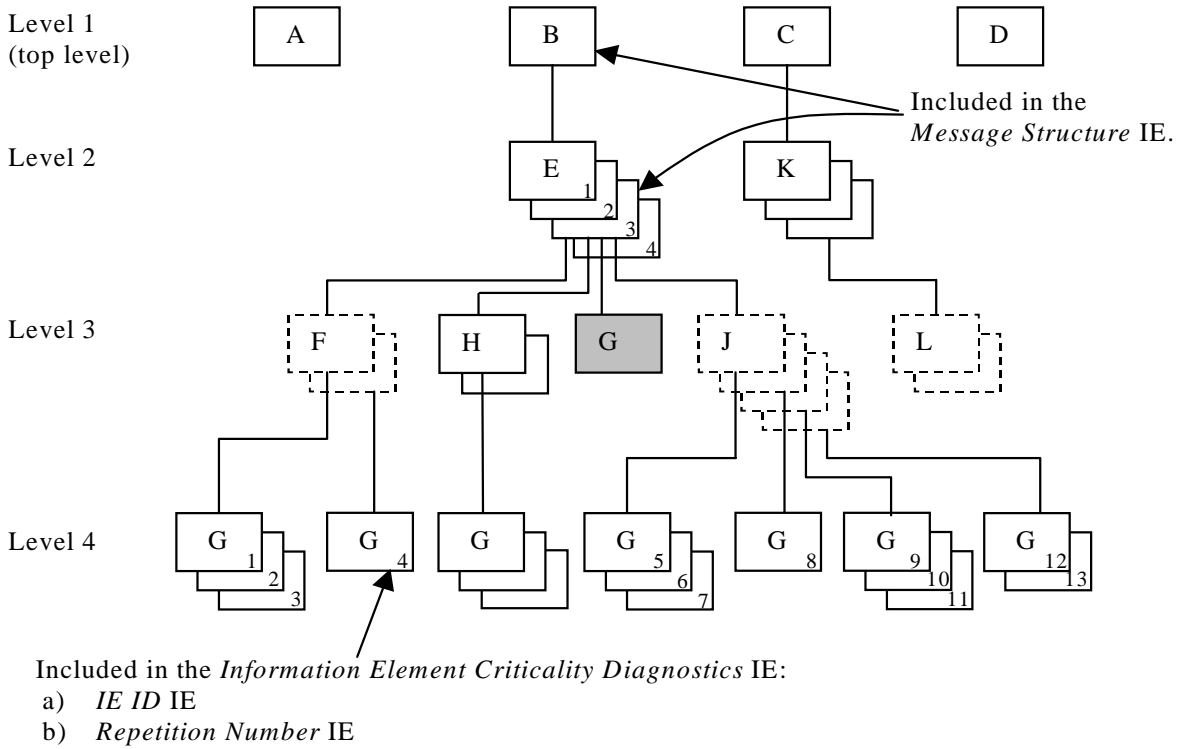 Level 1
(top level)
A
B
C
D
Included in the
Message Structure IE.
Level 2
E
1
2
3
4
K
Level 3
F
H
G
J
L
Level 4
G
1
2
3
G
4
G
G
5
6
7
G
8
G
9
10
11
G
12
13
Included in the Information Element Criticality Diagnostics IE:
a) IE ID IE
b) Repetition Number IE